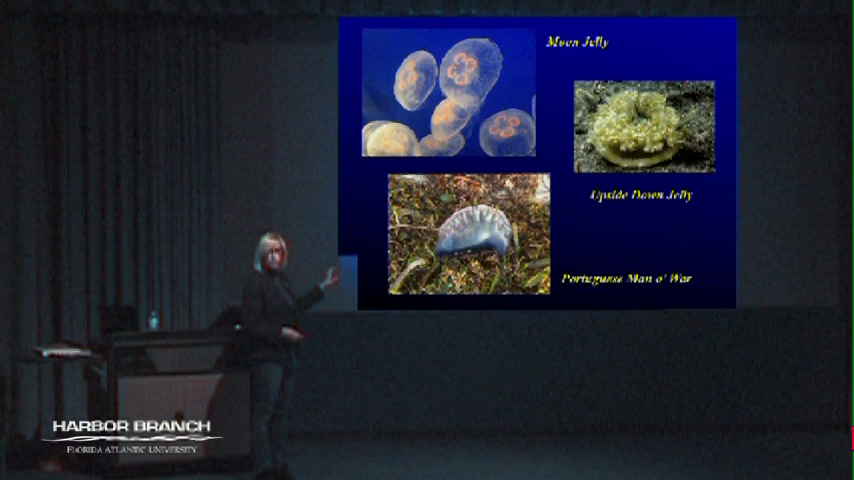 Moon Jelly
Upside Down Jelly
Portuguese Man o' War
HARBOR BRANCH
FLORIDA ATLANTIC UNIVERSITY